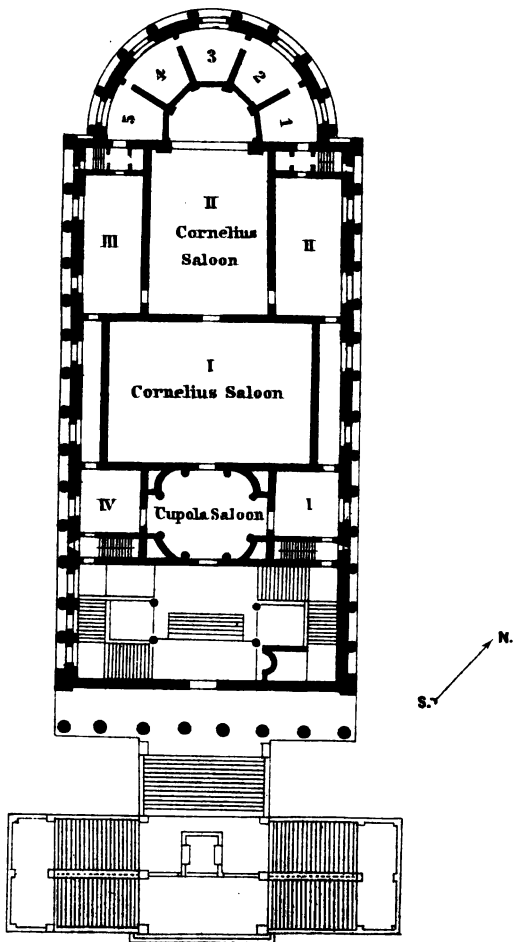 3
4
2
5
1
II
Cornelius
Saloon
III
II
I
Cornelius Saloon
IV
Cupola Saloon
I
N.
S.